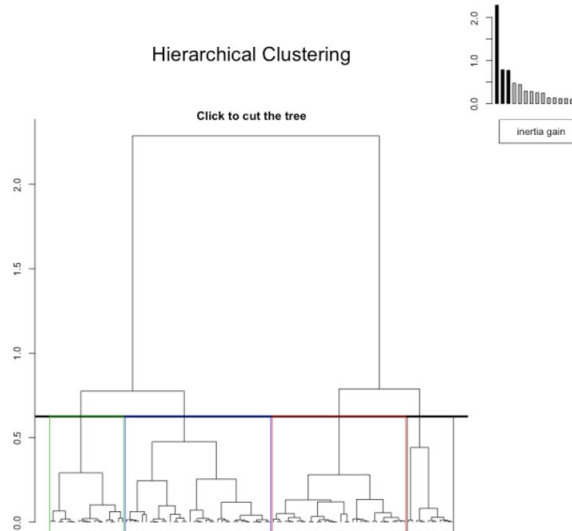 Hierarchical Clustering
2.0
1.0
0.0
inertia gain
Click to cut the tree
2.0
1.5
1.0
0.5
0.0